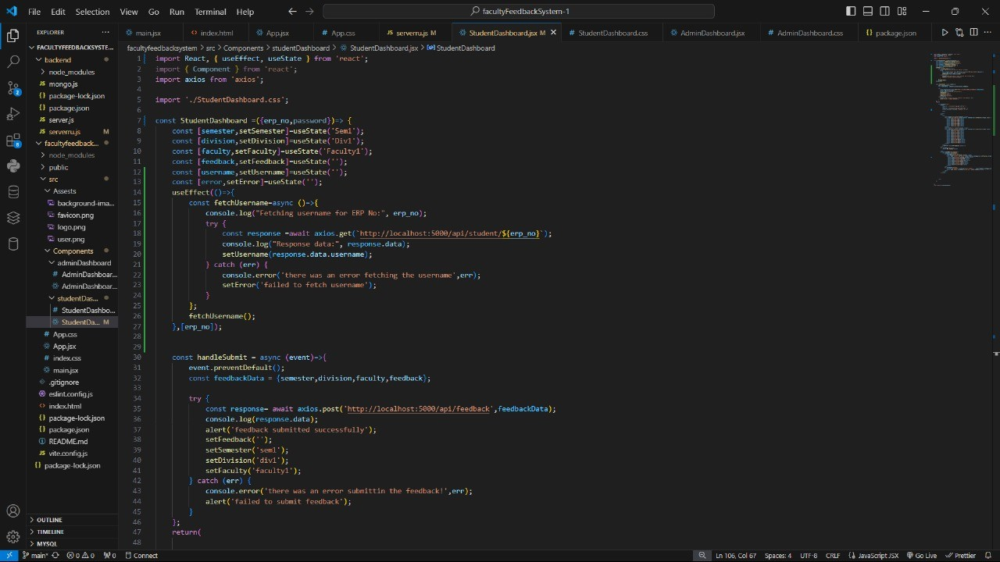 File Edit Selection View Go Run Terminal Help
factyFeedbackSystem-1
EXPLORER
main.jsx index.html App.jsx App.css serverru.js M StudentDashboard.jsx M StudentDashboard.css AdminDashboard.jsx AdminDashboard.css package.json
FACULTYFEEDBACKSYSTE...
backend
node_modules
mongo.js
package-lock.json
package.json
server.js
serverru.js M
facultyfeedback...
node_modules
public
src
Assests
background-ima...
favicon.png
logo.png
user.png
Components
adminDashboard
AdminDashboar...
AdminDashboar...
studentDas...
StudentDashbo...
StudentDa... M
App.css
App.jsx
index.css
main.jsx
.gitignore
eslint.config.js
index.html
package-lock.json
package.json
README.md
vite.config.js
package-lock.json
OUTLINE
TIMELINE
MYSQL
facultyfeedbacksystem > src > Components > studentDashboard > StudentDashboard.jsx > StudentDashboard
1 import React, { useEffect, useState } from 'react';
2 import { Component } from 'react';
3 import axios from 'axios';
4
5 import './StudentDashboard.css';
6
7 const StudentDashboard =({erp_no,password})=> {
8 const [semester,setSemester]=useState('Sem1');
9 const [division,setDivision]=useState('Div1');
10 const [faculty,setFaculty]=useState('Faculty1');
11 const [feedback,setFeedback]=useState('');
12 const [username,setUsername]=useState('');
13 const [error,setError]=useState('');
14 useEffect(()=>{
15 const fetchUsername=async ()=>{
16 console.log("Fetching username for ERP No:", erp_no);
17 try {
18 const response =await axios.get(`http://localhost:5000/api/student/${erp_no}`);
19 console.log("Response data:", response.data);
20 setUsername(response.data.username);
21 } catch (err) {
22 console.error('there was an error fetching the username',err);
23 setError('failed to fetch username');
24 }
25 };
26 fetchUsername();
27 },[erp_no]);
28
29
30 const handleSubmit = async (event)=>{
31 event.preventDefault();
32 const feedbackData = {semester,division,faculty,feedback};
33
34 try {
35 const response= await axios.post('http://localhost:5000/api/feedback',feedbackData);
36 console.log(response.data);
37 alert('feedback submitted successfully');
38 setFeedback('');
39 setSemester('sem1');
40 setDivision('div1');
41 setFaculty('faculty1');
42 } catch (err) {
43 console.error('there was an error submittin the feedback!',err);
44 alert('failed to submit feedback');
45 }
46 };
47 return(
48
main* 0 0 0 Connect Ln 106, Col 67 Spaces: 4 UTF-8 CRLF JavaScript JSX Go Live Prettier